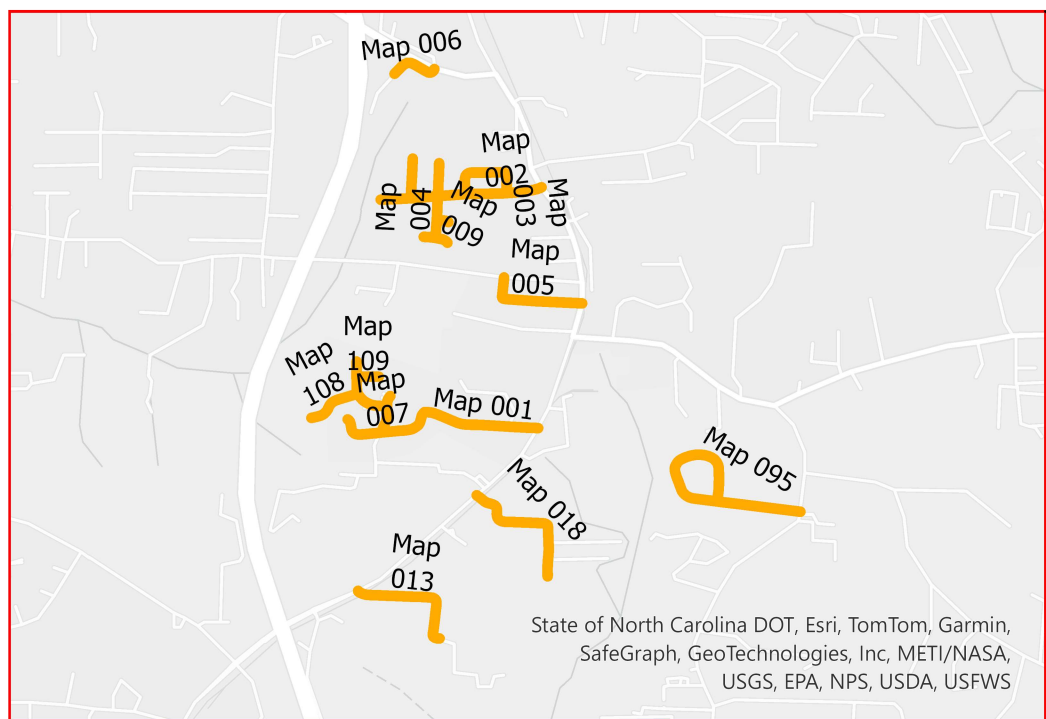 Map 006
Map
002
Map
003
Map
004
Map
009
Map
005
Map
109
Map
108
Map
007
Map 001
Map 095
Map 018
Map
013
State of North Carolina DOT, Esri, TomTom, Garmin,
SafeGraph, GeoTechnologies, Inc, METI/NASA,
USGS, EPA, NPS, USDA, USFWS